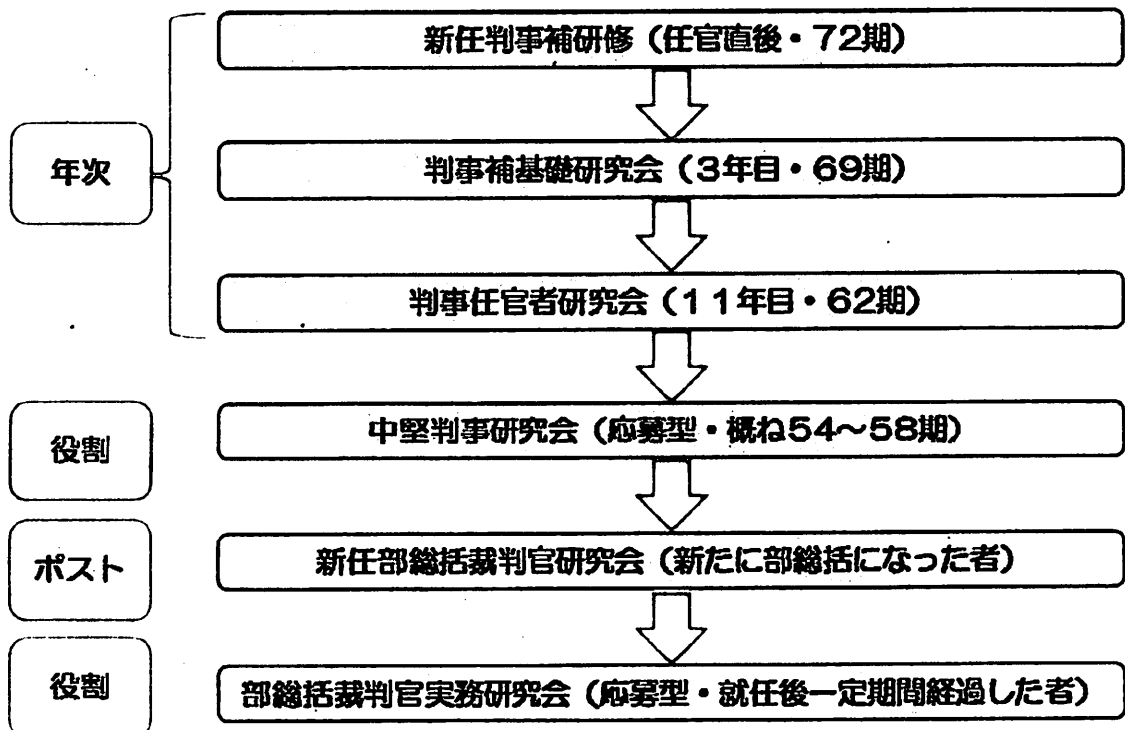 新任判事補研修（任官直後・72期）
年次
判事補基礎研究会（3年目・69期）
判事任官者研究会（11年目・62期）
役割
中堅判事研究会（応募型・概ね54～58期）
ポスト
新任部総括裁判官研究会（新たに部総括になった者）
役割
部総括裁判官実務研究会（応募型・就任後一定期間経過した者）